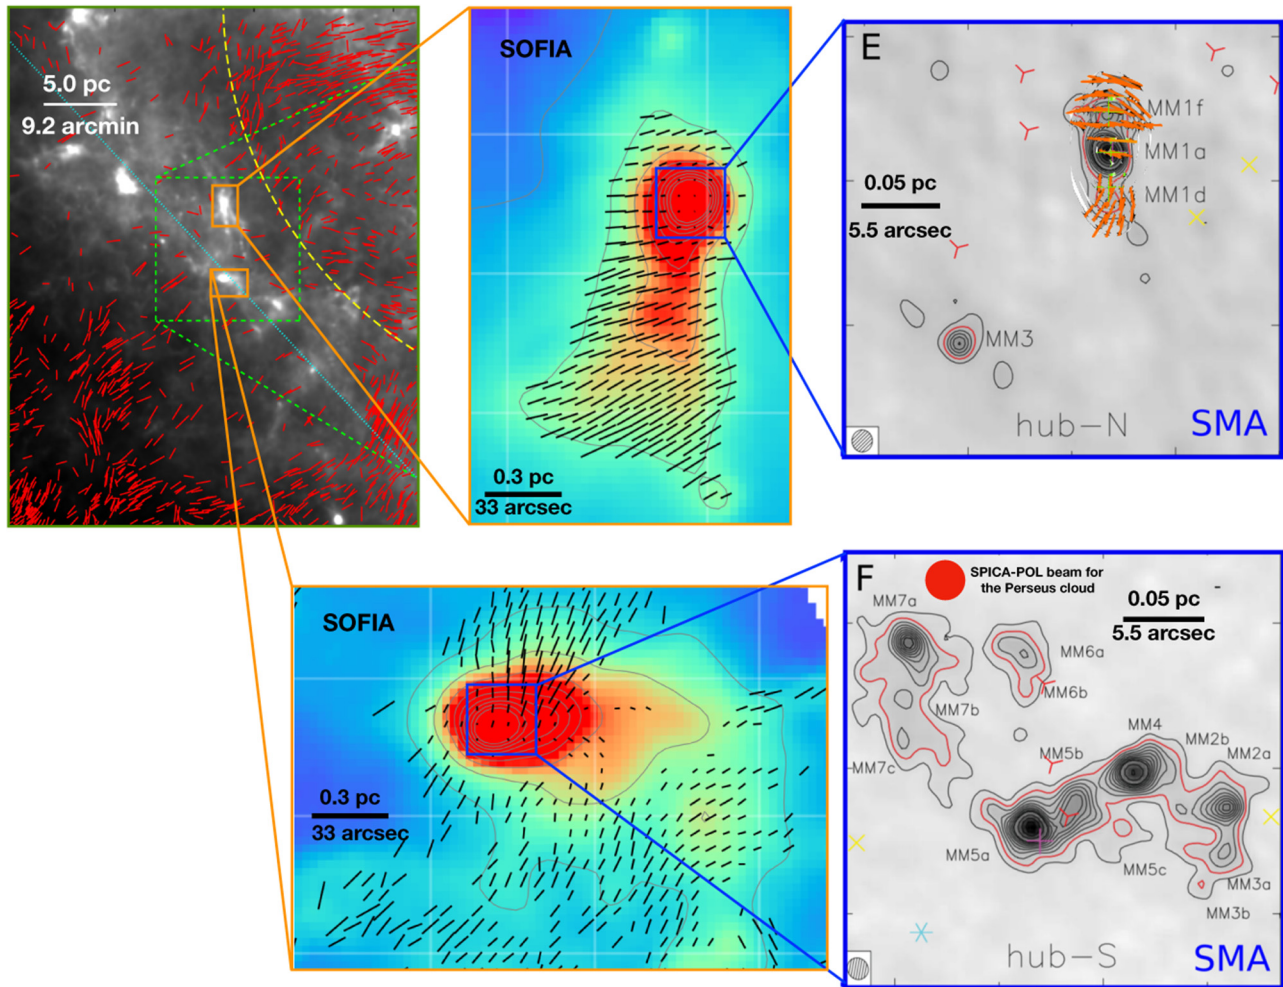 5.0 pc
9.2 arcmin
SOFIA
0.3 pc
33 arcsec
E
MM1f
MM1a
MM1d
0.05 pc
5.5 arcsec
MM3
hub-N
SMA
SOFIA
0.3 pc
33 arcsec
F
SPICA-POL beam for
the Perseus cloud
0.05 pc
5.5 arcsec
MM7a
MM6a
MM6b
MM7b
MM4
MM2b
MM5b
MM2a
MM7c
MM5a
MM5c
MM3a
MM3b
hub-S
SMA